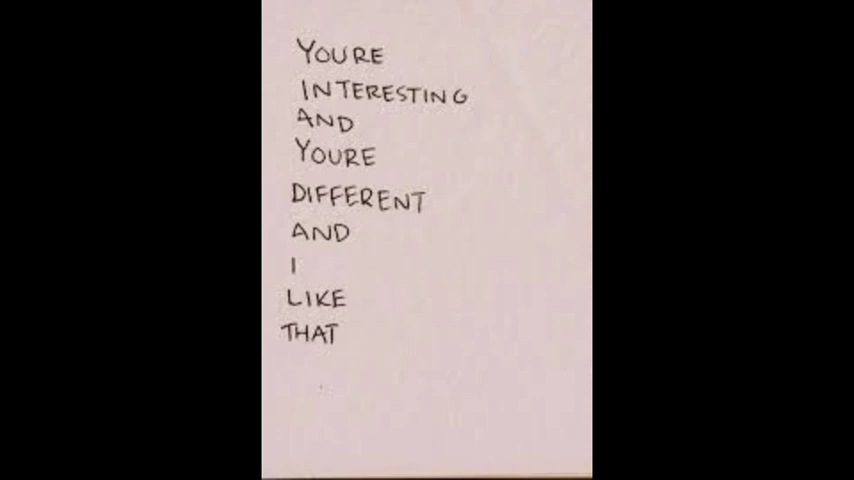 YOURE
INTERESTING
AND
YOURE
DIFFERENT
AND
I
LIKE
THAT